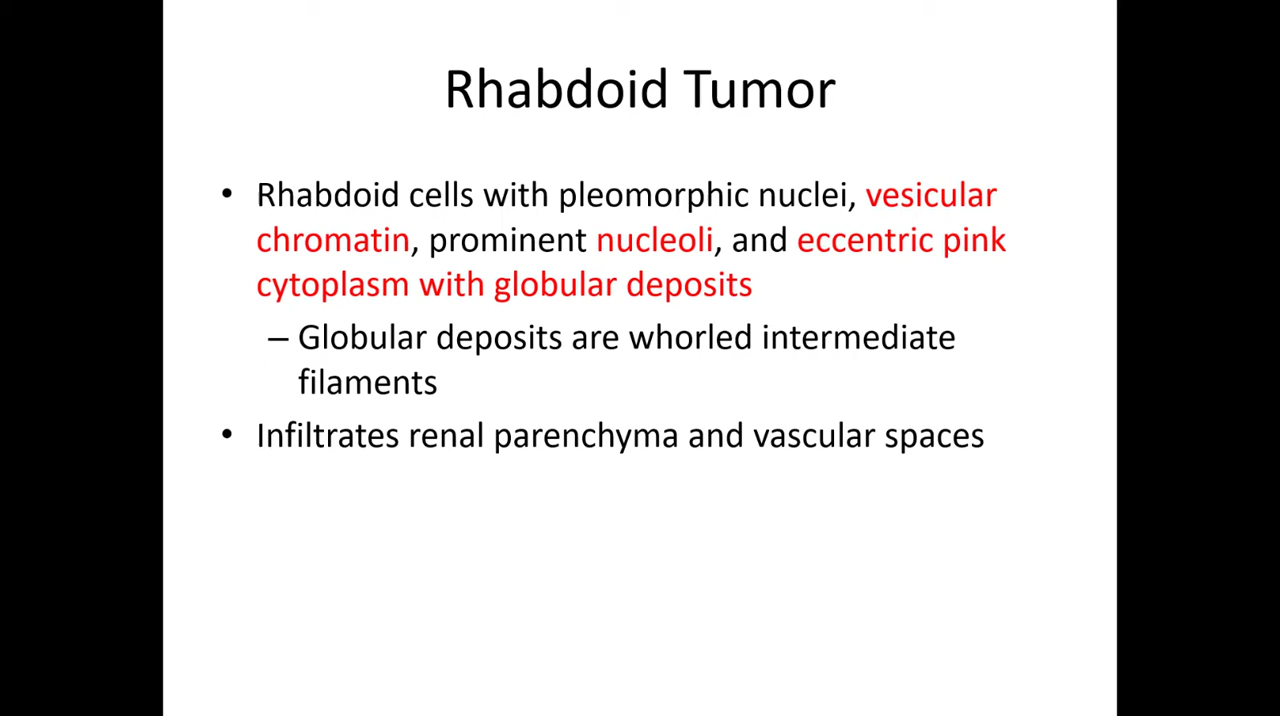 Rhabdoid Tumor
• Rhabdoid cells with pleomorphic nuclei, vesicular
chromatin, prominent nucleoli, and eccentric pink
cytoplasm with globular deposits
– Globular deposits are whorled intermediate
filaments
• Infiltrates renal parenchyma and vascular spaces